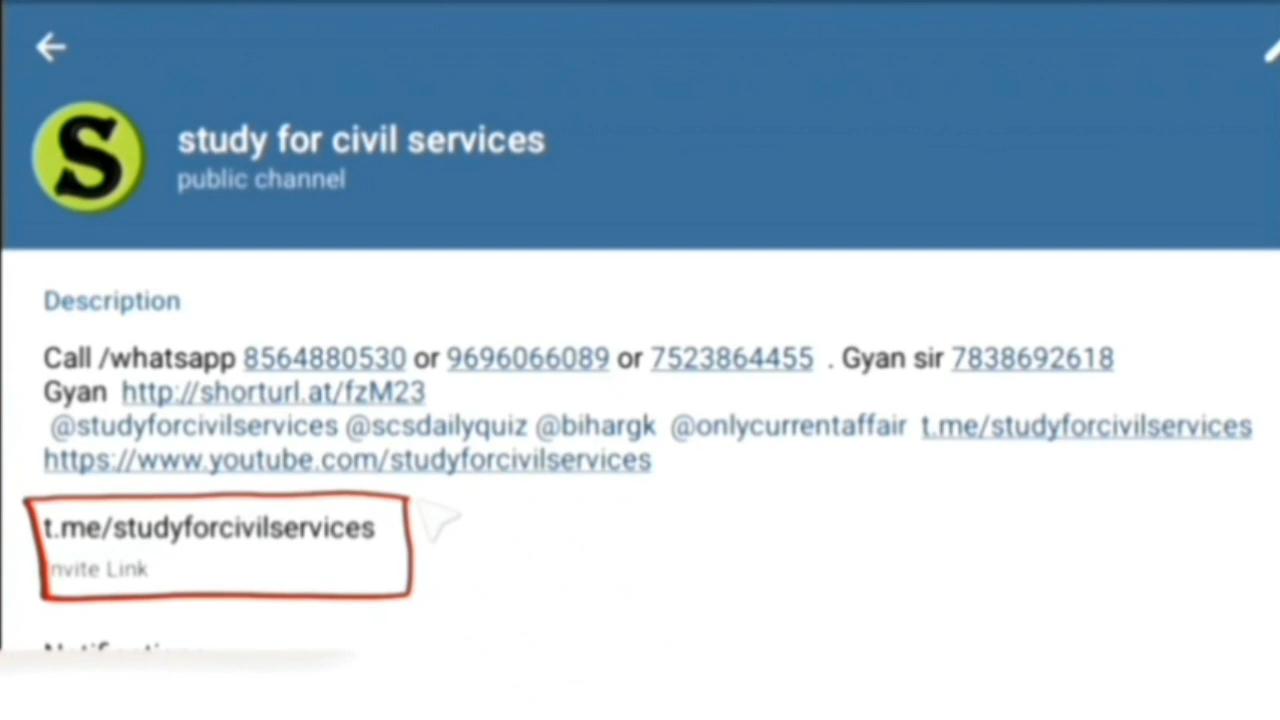 S
study for civil services
public channel
Description
Call /whatsapp 8564880530 or 9696066089 or 7523864455 . Gyan sir 7838692618
Gyan http://shorturl.at/fzM23
@studyforcivilservices @scsdailyquiz @bihargk @onlycurrentaffair t.me/studyforcivilservices
https://www.youtube.com/studyforcivilservices
t.me/studyforcivilservices
Invite Link